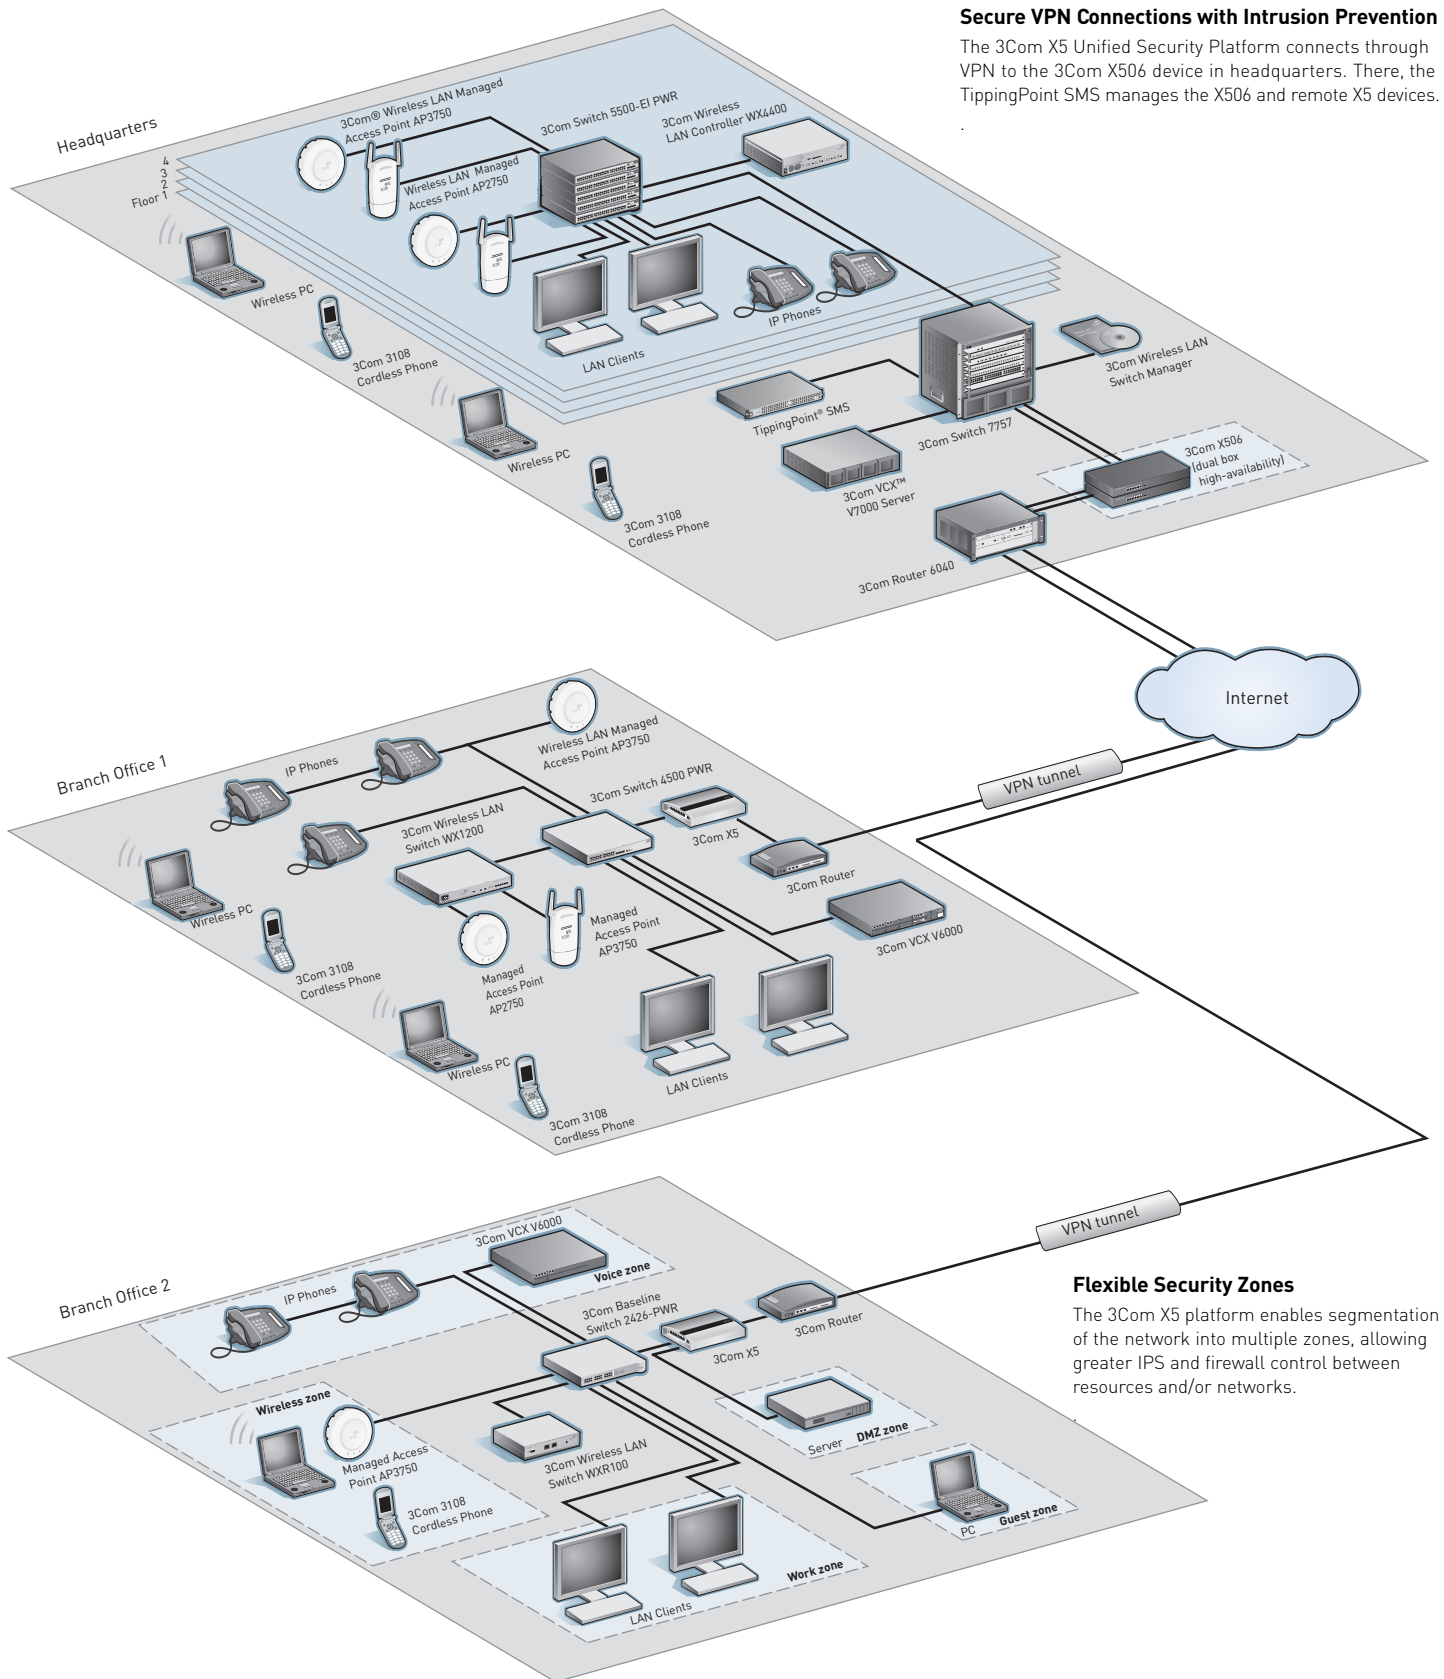 Secure VPN Connections with Intrusion Prevention
The 3Com X5 Unified Security Platform connects through
VPN to the 3Com X506 device in headquarters. There, the
TippingPoint SMS manages the X506 and remote X5 devices.
.
Headquarters
4
3
2
Floor 1
3Com® Wireless LAN Managed
Access Point AP3750
3Com Switch 5500-EI PWR
3Com Wireless
LAN Controller WX4400
Wireless LAN Managed
Access Point AP2750
Wireless PC
3Com 3108
Cordless Phone
LAN Clients
IP Phones
3Com Wireless LAN
Switch Manager
TippingPoint® SMS
3Com Switch 7757
Wireless PC
3Com VCX™
V7000 Server
3Com X506
(dual box
high-availability)
3Com 3108
Cordless Phone
3Com Router 6040
Internet
Branch Office 1
IP Phones
Wireless LAN Managed
Access Point AP3750
VPN tunnel
3Com Switch 4500 PWR
3Com Wireless LAN
Switch WX1200
3Com X5
3Com Router
Wireless PC
Managed
Access Point
AP3750
3Com VCX V6000
3Com 3108
Cordless Phone
Managed
Access Point
AP2750
Wireless PC
LAN Clients
3Com 3108
Cordless Phone
VPN tunnel
Branch Office 2
3Com VCX V6000
Voice zone
IP Phones
3Com Baseline
Switch 2426-PWR
3Com X5
3Com Router
Flexible Security Zones
The 3Com X5 platform enables segmentation
of the network into multiple zones, allowing
greater IPS and firewall control between
resources and/or networks.
.
Wireless zone
Managed Access
Point AP3750
3Com 3108
Cordless Phone
3Com Wireless LAN
Switch WXR100
Server
DMZ zone
PC
Guest zone
Work zone
LAN Clients